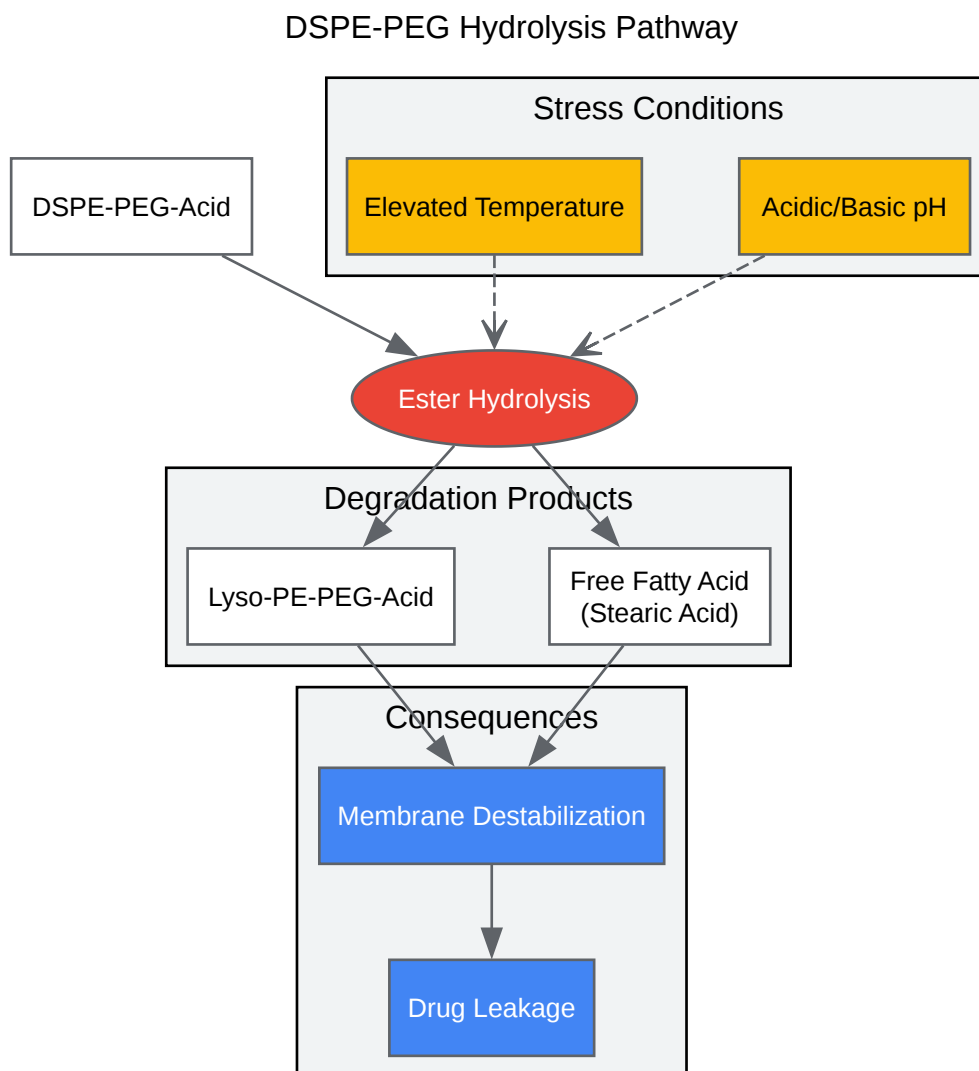 DSPE-PEG Hydrolysis Pathway
Stress Conditions
DSPE-PEG-Acid
Elevated Temperature
Acidic/Basic pH
Ester Hydrolysis
Degradation Products
Lyso-PE-PEG-Acid
Free Fatty Acid
(Stearic Acid)
Consequences
Membrane Destabilization
Drug Leakage